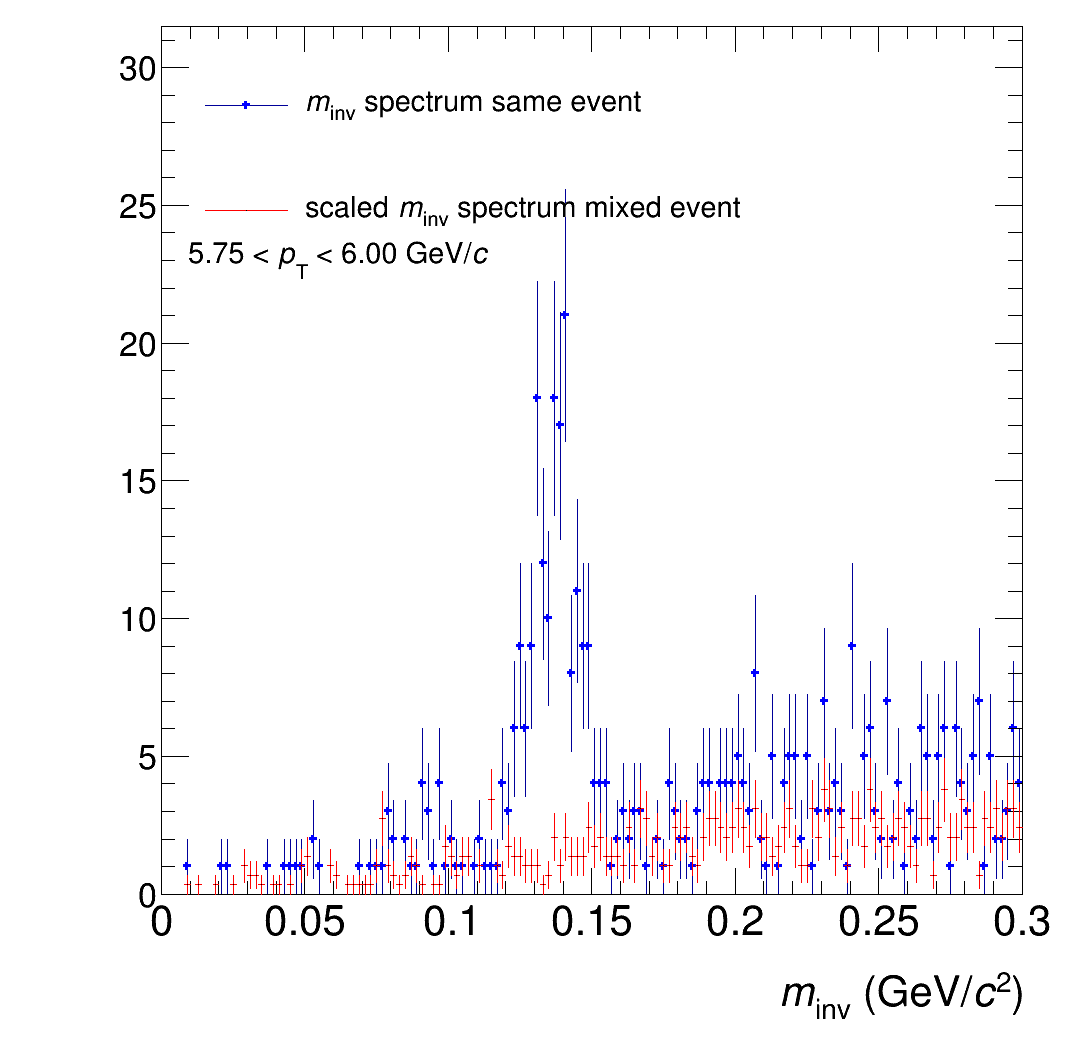 30
m_inv spectrum same event
25
scaled m_inv spectrum mixed event
5.75 < p_T < 6.00 GeV/c
20
15
10
5
0
0 0.05 0.1 0.15 0.2 0.25 0.3
m_inv (GeV/c²)